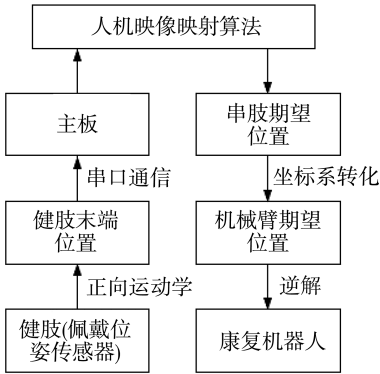 人机映像映射算法
主板
串肢期望
位置
串口通信
坐标系转化
健肢末端
位置
机械臂期望
位置
正向运动学
逆解
健肢(佩戴位
姿传感器)
康复机器人